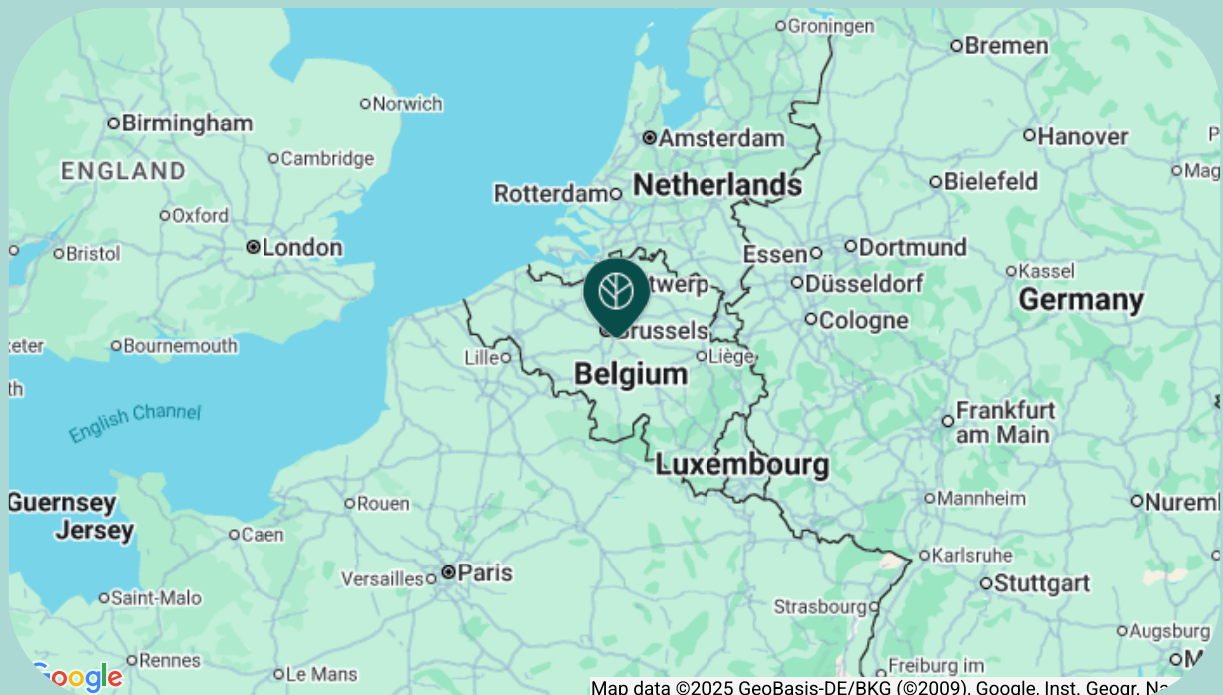 Groningen
Bremen
Norwich
Birmingham
Amsterdam
Hanover
Cambridge
ENGLAND
Netherlands
Bielefeld
Rotterdam
Oxford
London
Dortmund
Bristol
Essen
Kassel
Düsseldorf
Germany
Cologne
Brussels
Bournemouth
Lille
Liège
Belgium
English Channel
Frankfurt
am Main
Luxembourg
Guernsey
Rouen
Mannheim
Jersey
Caen
Karlsruhe
Versailles
Paris
Stuttgart
Saint-Malo
Strasbourg
Augsburg
Rennes
Freiburg im
Le Mans
Google
Map data ©2025 GeoBasis-DE/BKG (©2009), Google, Inst. Geogr.